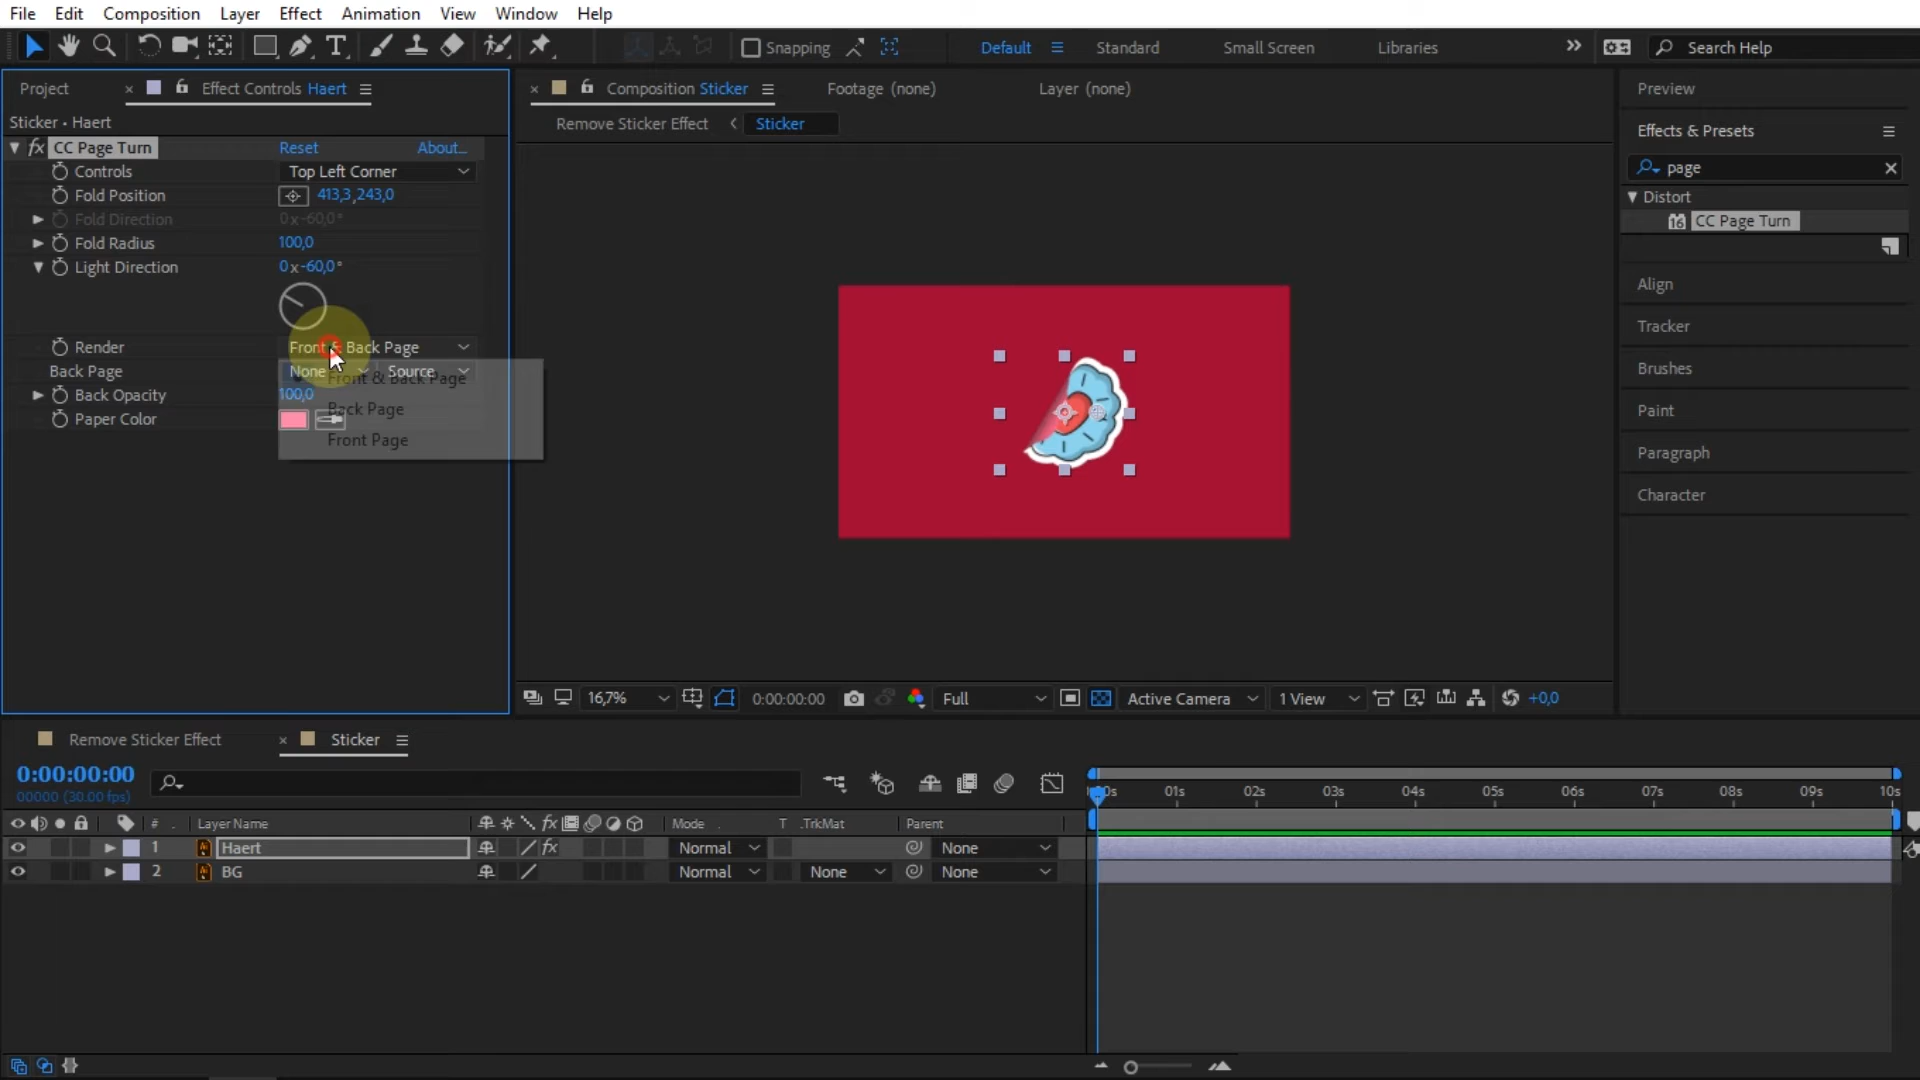 File Edit Composition Layer Effect Animation View Window Help
Snapping Default Standard Small Screen Libraries Search Help
Project Effect Controls Haert Composition Sticker Footage (none) Layer (none) Preview
Sticker • Haert Remove Sticker Effect Sticker Effects & Presets
fx CC Page Turn Reset About...
Controls Top Left Corner page
Fold Position 413,3,243,0 Distort
Fold Direction 0x-60,0° CC Page Turn
Fold Radius 100,0
Light Direction 0x-60,0°
Align
Tracker
Render Front & Back Page
Brushes
Back Page None Source
Front & Back Page
Back Opacity 100,0
Back Page
Paint
Paper Color
Front Page
Paragraph
Character
16,7% 0:00:00:00 Full Active Camera 1 View +0,0
Remove Sticker Effect Sticker
0:00:00:00
00000 (30.00 fps) 01s 02s 03s 04s 05s 06s 07s 08s 09s 10s
# Layer Name fx Mode T .TrkMat Parent
1 Haert fx Normal None
2 BG Normal None None